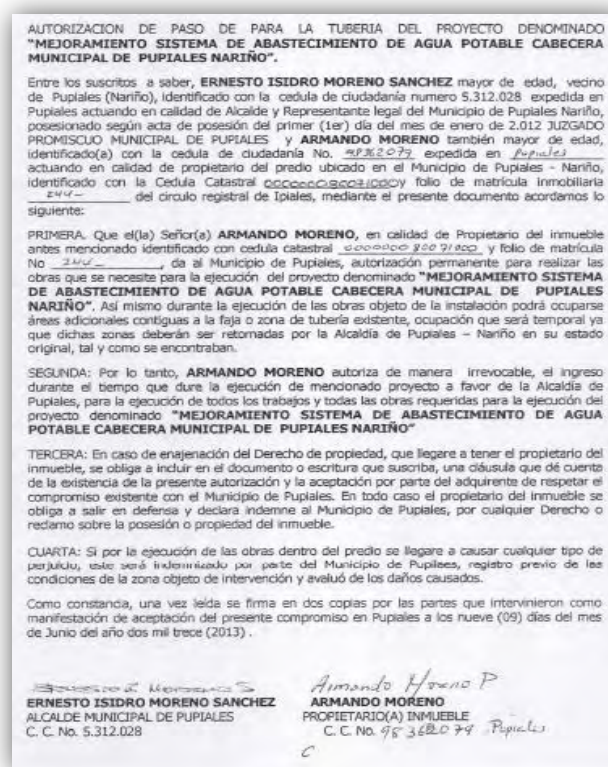 AUTORIZACION DE PASO DE PARA LA TUBERIA DEL PROYECTO DENOMINADO
"MEJORAMIENTO SISTEMA DE ABASTECIMIENTO DE AGUA POTABLE CABECERA
MUNICIPAL DE PUPIALES NARIÑO".
Entre los suscritos a saber, ERNESTO ISIDRO MORENO SANCHEZ mayor de edad, vecino
de Pupiales (Nariño), identificado con la cedula de ciudadanía numero 5.312.028 expedida en
Pupiales actuando en calidad de Alcalde y Representante legal del Municipio de Pupiales Nariño,
posesionado según acta de posesión del primer (1er) día del mes de enero de 2.012 JUZGADO
PROMISCUO MUNICIPAL DE PUPIALES y ARMANDO MORENO también mayor de edad,
identificado(a) con la cedula de ciudadanía No. 98362079 expedida en Pupiales
actuando en calidad de propietario del predio ubicado en el Municipio de Pupiales - Nariño,
identificado con la Cedula Catastral y folio de matrícula Inmobiliaria
244- del circulo registral de Ipiales, mediante el presente documento acordamos lo
siguiente:
PRIMERA. Que el(la) Señor(a) ARMANDO MORENO, en calidad de Propietario del inmueble
antes mencionado identificado con cedula catastral y folio de matrícula
No 244- , da al Municipio de Pupiales, autorización permanente para realizar las
obras que se necesite para la ejecución del proyecto denominado "MEJORAMIENTO SISTEMA
DE ABASTECIMIENTO DE AGUA POTABLE CABECERA MUNICIPAL DE PUPIALES
NARIÑO". Así mismo durante la ejecución de las obras objeto de la instalación podrá ocuparse
áreas adicionales contiguas a la faja o zona de tubería existente, ocupación que será temporal ya
que dichas zonas deberán ser retornadas por la Alcaldía de Pupiales – Nariño en su estado
original, tal y como se encontraban.
SEGUNDA: Por lo tanto, ARMANDO MORENO autoriza de manera irrevocable, el ingreso
durante el tiempo que dure la ejecución de mencionado proyecto a favor de la Alcaldía de
Pupiales, para la ejecución de todos los trabajos y todas las obras requeridas para la ejecución del
proyecto denominado "MEJORAMIENTO SISTEMA DE ABASTECIMIENTO DE AGUA
POTABLE CABECERA MUNICIPAL DE PUPIALES NARIÑO"
TERCERA: En caso de enajenación del Derecho de propiedad, que llegare a tener el propietario del
inmueble, se obliga a incluir en el documento o escritura que suscriba, una cláusula que dé cuenta
de la existencia de la presente autorización y la aceptación por parte del adquirente de respetar el
compromiso existente con el Municipio de Pupiales. En todo caso el propietario del inmueble se
obliga a salir en defensa y declara indemne al Municipio de Pupiales, por cualquier Derecho o
reclamo sobre la posesión o propiedad del inmueble.
CUARTA: Si por la ejecución de las obras dentro del predio se llegare a causar cualquier tipo de
perjuicio, este será indemnizado por parte del Municipio de Pupilaes, registro previo de las
condiciones de la zona objeto de intervención y avaluó de los daños causados.
Como constancia, una vez leída se firma en dos copias por las partes que intervinieron como
manifestación de aceptación del presente compromiso en Pupiales a los nueve (09) días del mes
de Junio del año dos mil trece (2013) .
Armando Moreno P
ERNESTO ISIDRO MORENO SANCHEZ ARMANDO MORENO
ALCALDE MUNICIPAL DE PUPIALES PROPIETARIO(A) INMUEBLE
C. C. No. 5.312.028 C. C. No. 98362079 Pupiales